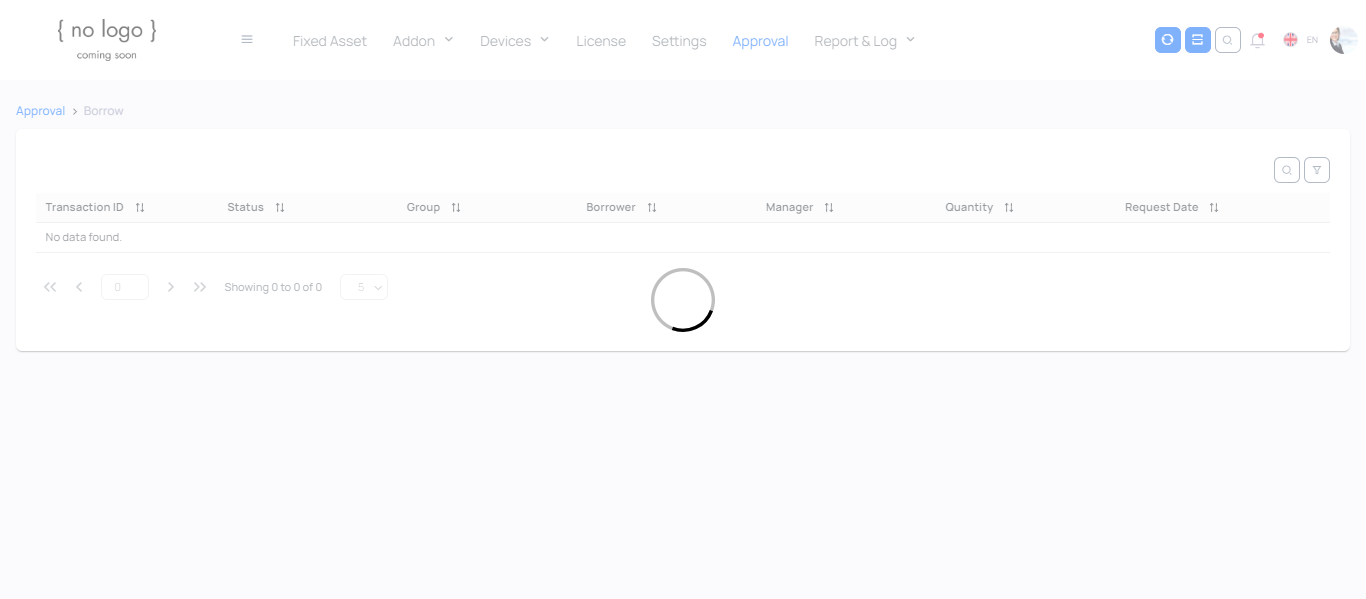 { no logo }
coming soon
Fixed Asset Addon Devices License Settings Approval Report & Log EN
Approval > Borrow
Transaction ID Status Group Borrower Manager Quantity Request Date
No data found.
0 Showing 0 to 0 of 0 5